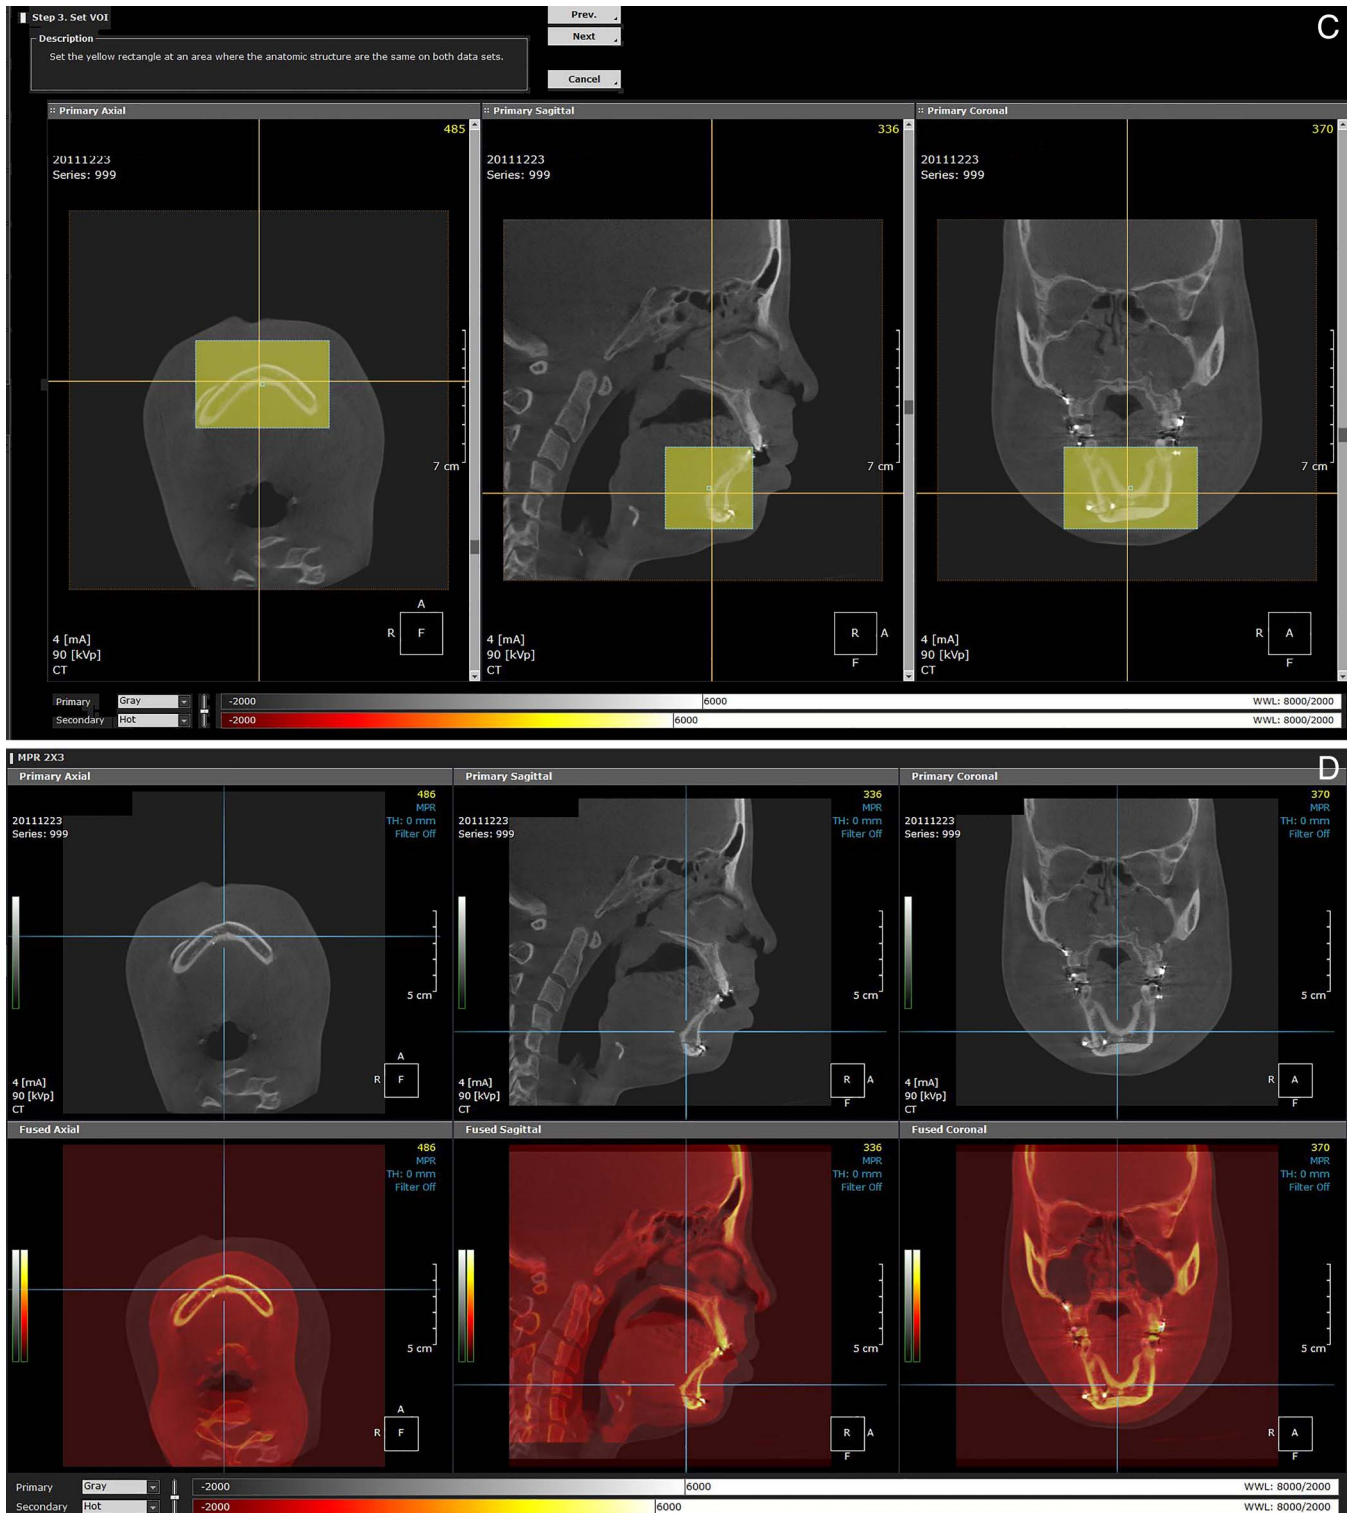 Step 3. Set VOI
Description
Set the yellow rectangle at an area where the anatomic structure are the same on both data sets.
Prev.
Next
Cancel
C
Primary Axial
485
20111223
Series: 999
7 cm
A
R F
4 [mA]
90 [kVp]
CT
Primary Sagittal
336
20111223
Series: 999
7 cm
R A
F
4 [mA]
90 [kVp]
CT
Primary Coronal
370
20111223
Series: 999
7 cm
R A
F
4 [mA]
90 [kVp]
CT
Primary Gray -2000 6000 WWL: 8000/2000
Secondary Hot -2000 6000 WWL: 8000/2000
MPR 2X3
D
Primary Axial
486
MPR
TH: 0 mm
Filter Off
20111223
Series: 999
5 cm
A
R F
4 [mA]
90 [kVp]
CT
Primary Sagittal
336
MPR
TH: 0 mm
Filter Off
20111223
Series: 999
5 cm
R A
F
4 [mA]
90 [kVp]
CT
Primary Coronal
370
MPR
TH: 0 mm
Filter Off
20111223
Series: 999
5 cm
R A
F
4 [mA]
90 [kVp]
CT
Fused Axial
486
MPR
TH: 0 mm
Filter Off
5 cm
A
R F
Fused Sagittal
336
MPR
TH: 0 mm
Filter Off
5 cm
R A
F
Fused Coronal
370
MPR
TH: 0 mm
Filter Off
5 cm
R A
F
Primary Gray -2000 6000 WWL: 8000/2000
Secondary Hot -2000 6000 WWL: 8000/2000